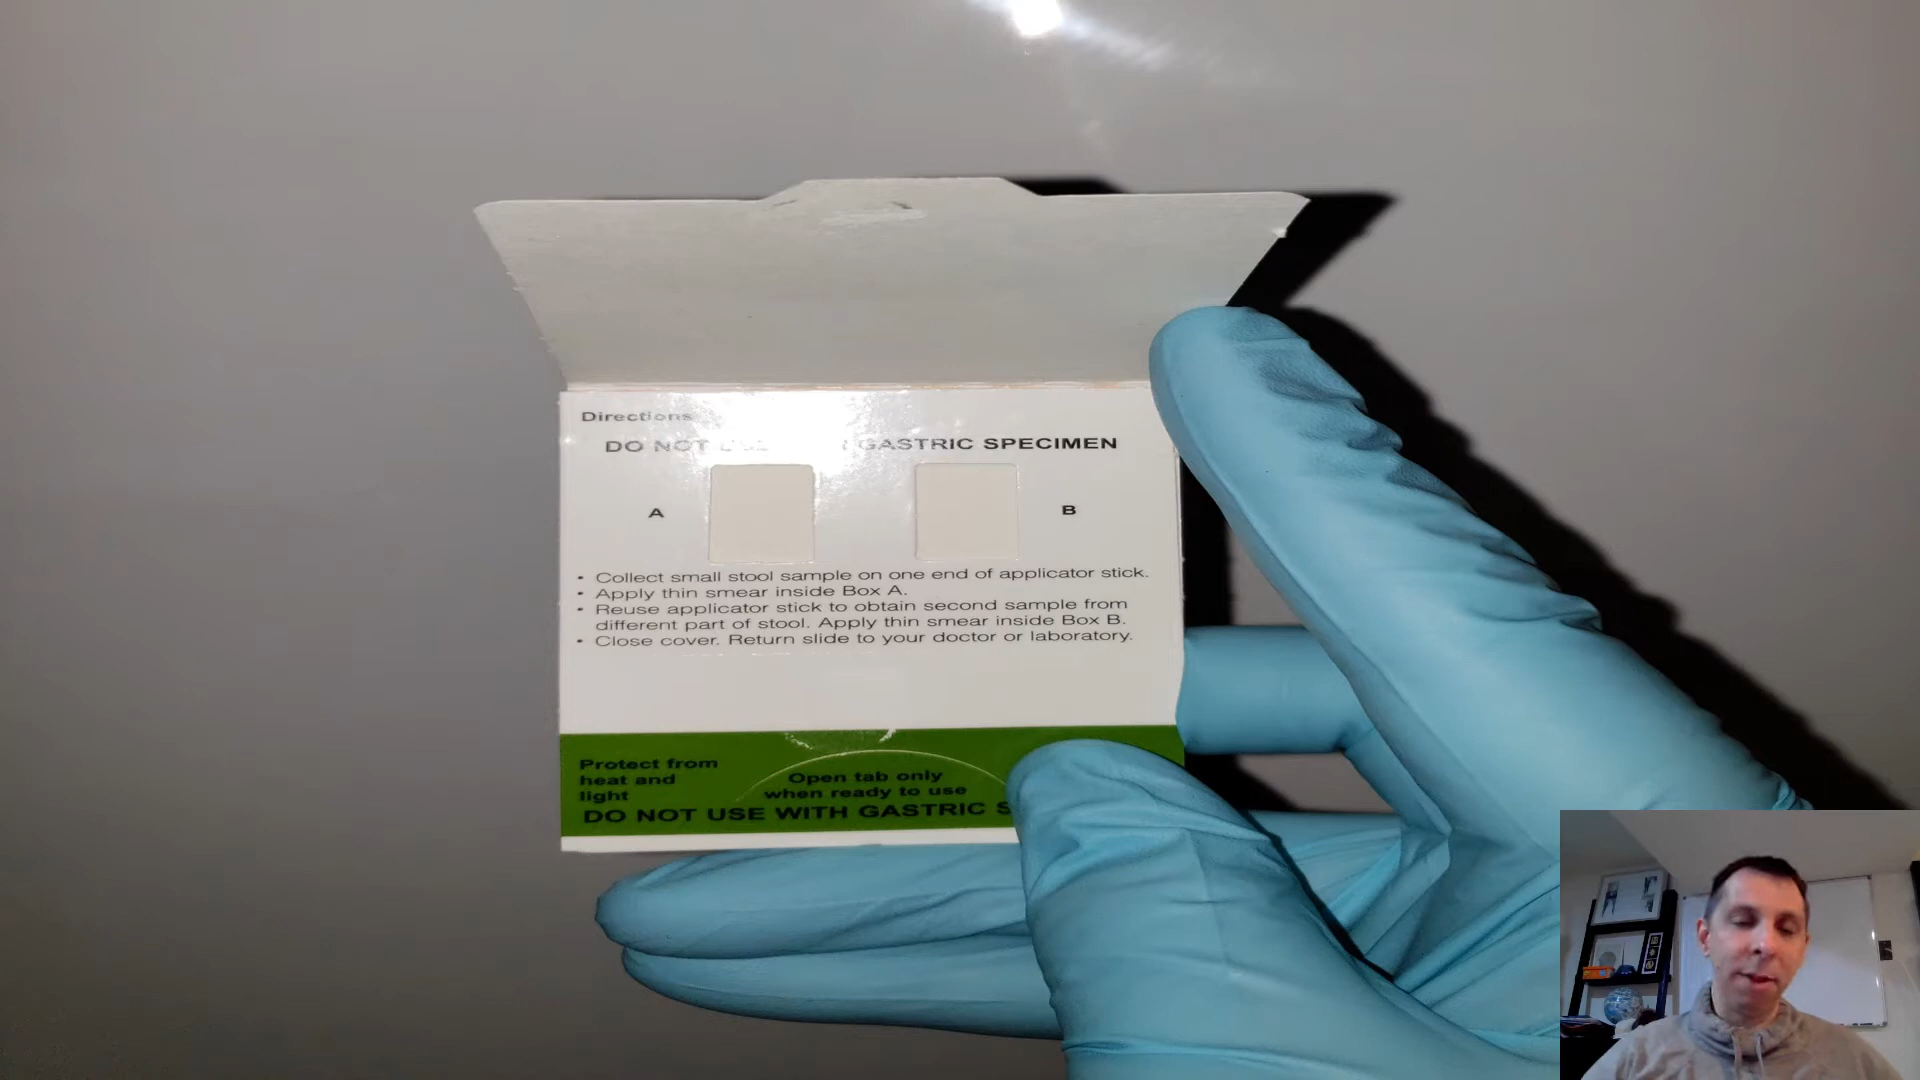 Directions
DO NOT GASTRIC SPECIMEN
A
B
• Collect small stool sample on one end of applicator stick.
• Apply thin smear inside Box A.
• Reuse applicator stick to obtain second sample from
different part of stool. Apply thin smear inside Box B.
• Close cover. Return slide to your doctor or laboratory.
Protect from
heat and
light
Open tab only
when ready to use
DO NOT USE WITH GASTRIC